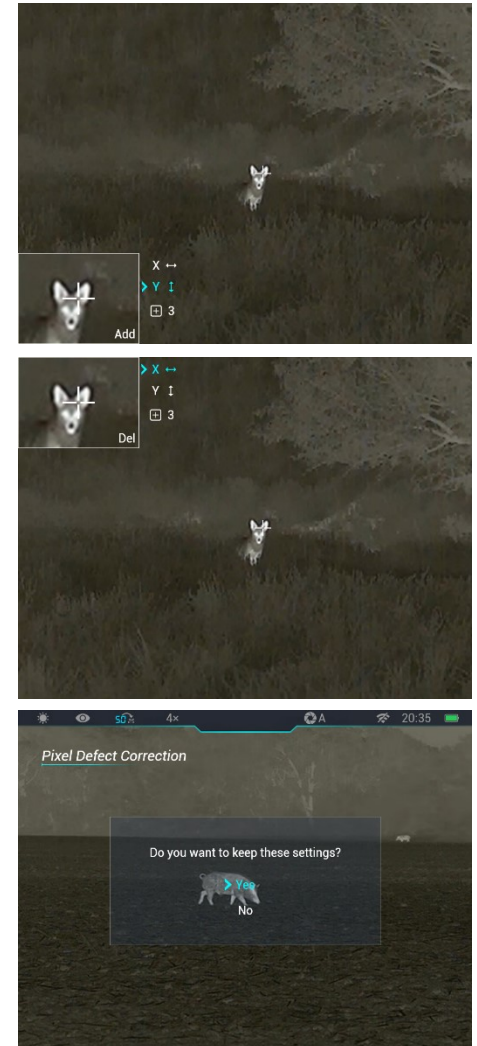 X ↔
Y ↕
3
Add
X ↔
Y ↕
3
Del
4×
A
20:35
Pixel Defect Correction
Do you want to keep these settings?
Yes
No